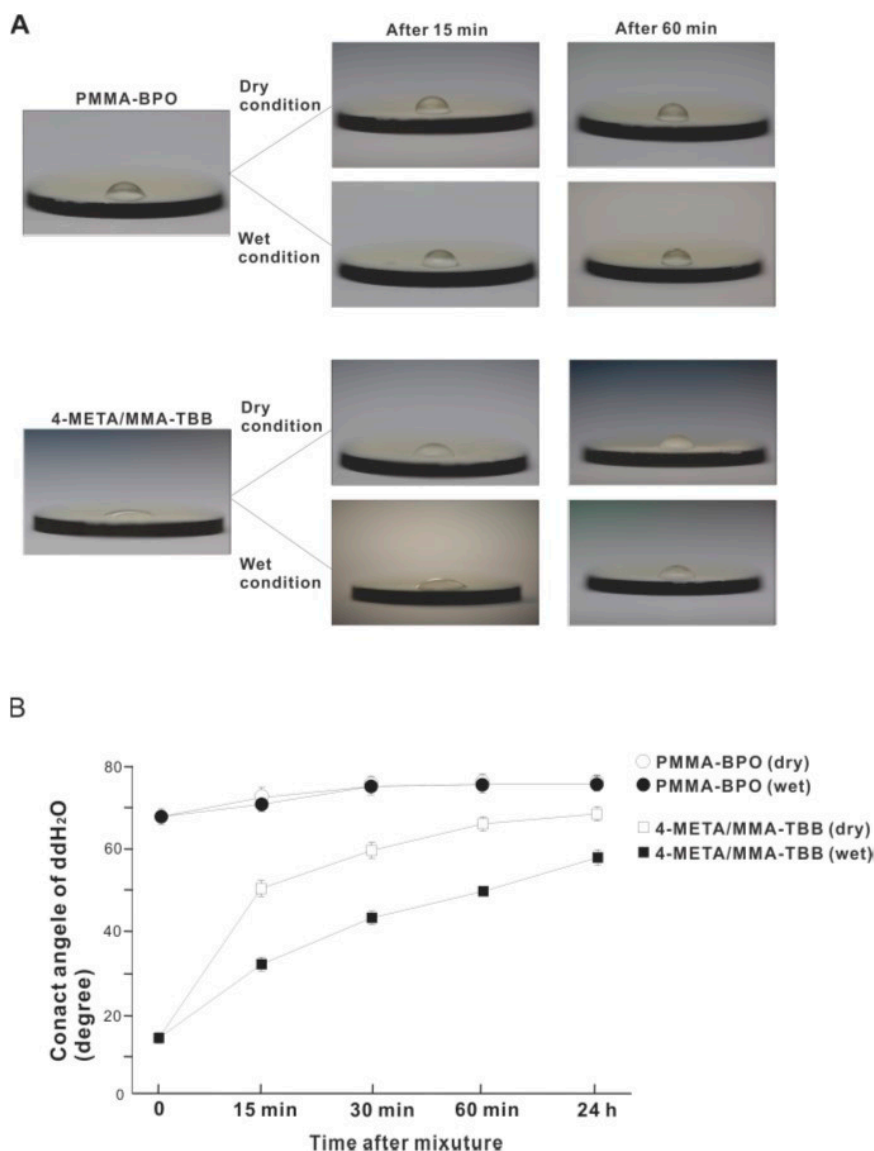 A
After 15 min
After 60 min
PMMA-BPO
Dry
condition
Wet
condition
4-META/MMA-TBB
Dry
condition
Wet
condition
B
Conact angele of ddH₂O
(degree)
80
60
40
20
0
0
15 min
30 min
60 min
24 h
Time after mixuture
PMMA-BPO (dry)
PMMA-BPO (wet)
4-META/MMA-TBB (dry)
4-META/MMA-TBB (wet)